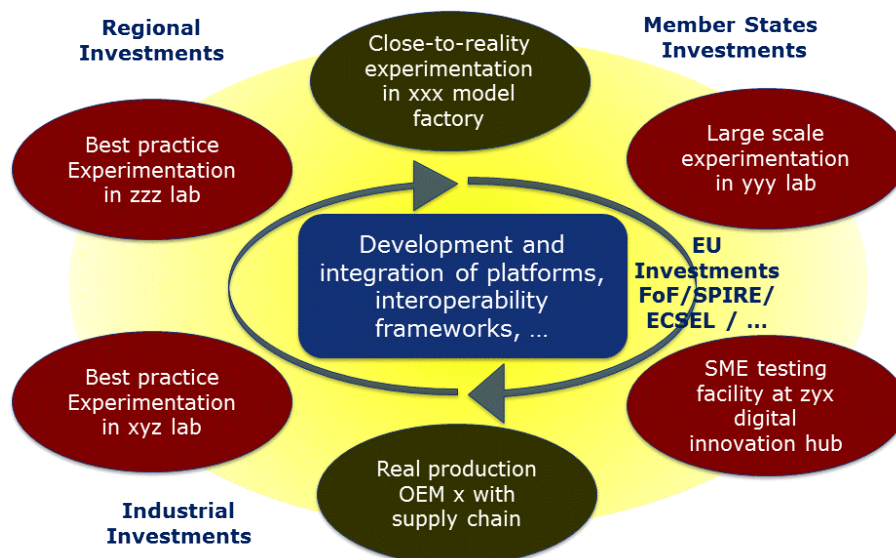 Regional
Investments
Close-to-reality
experimentation
in xxx model
factory
Member States
Investments
Best practice
Experimentation
in zzz lab
Large scale
experimentation
in yyy lab
Development and
integration of platforms,
interoperability
frameworks, …
EU
Investments
FoF/SPIRE/
ECSEL / ...
Best practice
Experimentation
in xyz lab
SME testing
facility at zyx
digital
innovation hub
Real production
OEM x with
supply chain
Industrial
Investments